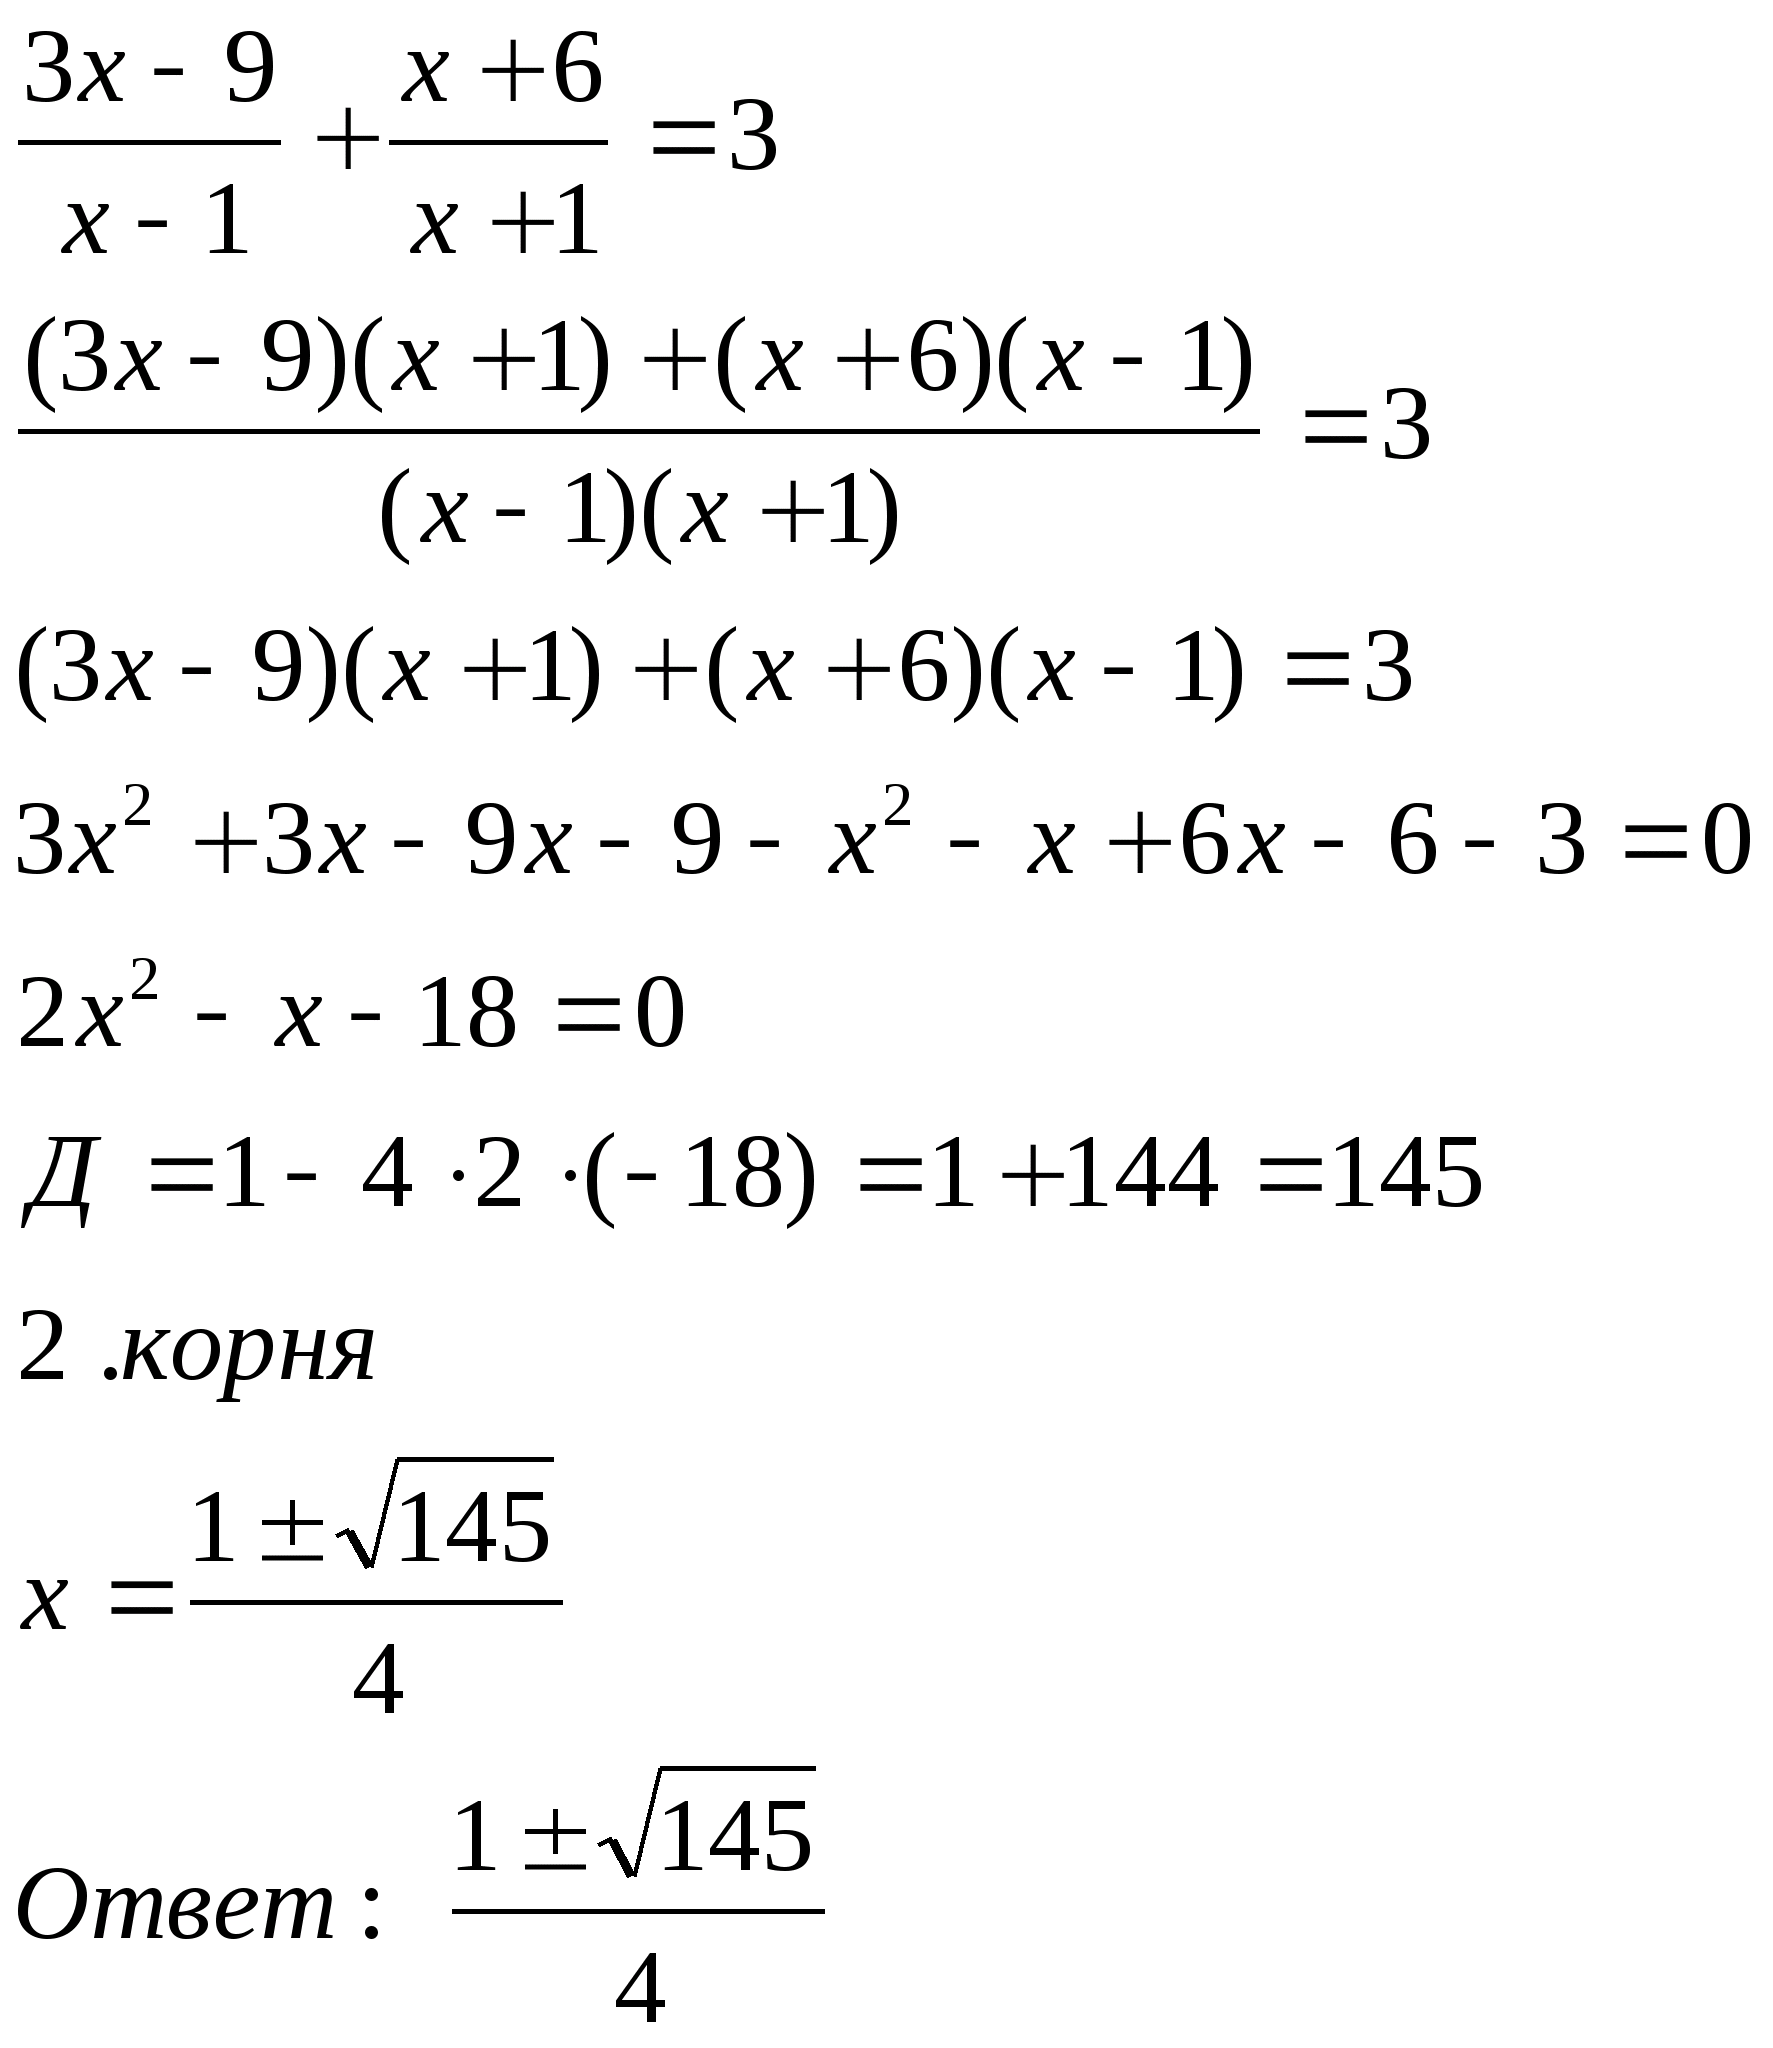 (3x - 9)/(x - 1) + (x + 6)/(x + 1) = 3
((3x - 9)(x + 1) + (x + 6)(x - 1))/((x - 1)(x + 1)) = 3
(3x - 9)(x + 1) + (x + 6)(x - 1) = 3
3x² + 3x - 9x - 9 - x² - x + 6x - 6 - 3 = 0
2x² - x - 18 = 0
Д = 1 - 4 · 2 · (- 18) = 1 + 144 = 145
2 .корня
x = (1 ± √145)/4
Ответ : (1 ± √145)/4